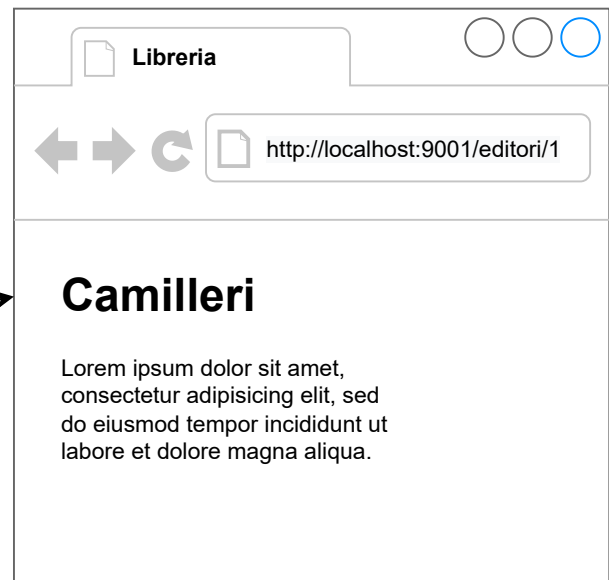 Libreria
http://localhost:9001/editori/1
Camilleri
Lorem ipsum dolor sit amet,
consectetur adipisicing elit, sed
do eiusmod tempor incididunt ut
labore et dolore magna aliqua.